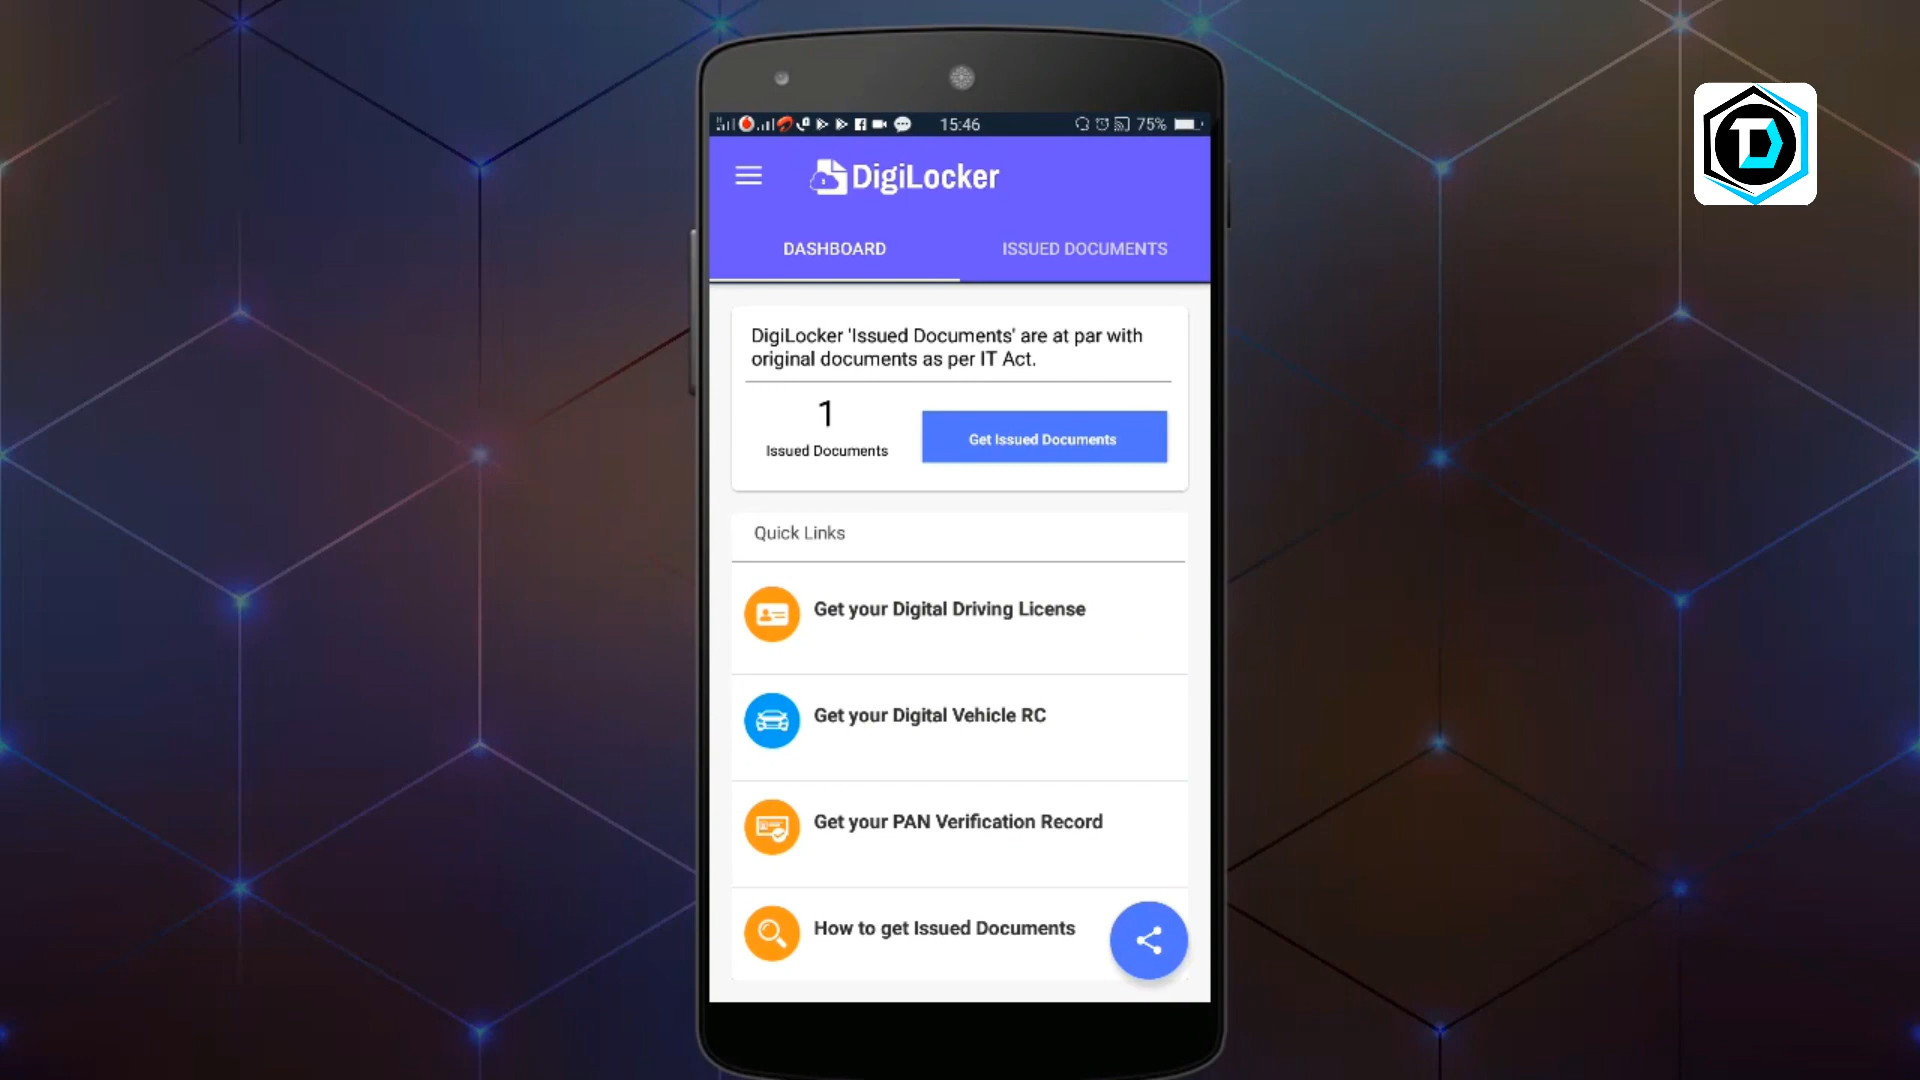 15:46
75%
DigiLocker
DASHBOARD
ISSUED DOCUMENTS
DigiLocker 'Issued Documents' are at par with
original documents as per IT Act.
1
Issued Documents
Get Issued Documents
Quick Links
Get your Digital Driving License
Get your Digital Vehicle RC
Get your PAN Verification Record
How to get Issued Documents